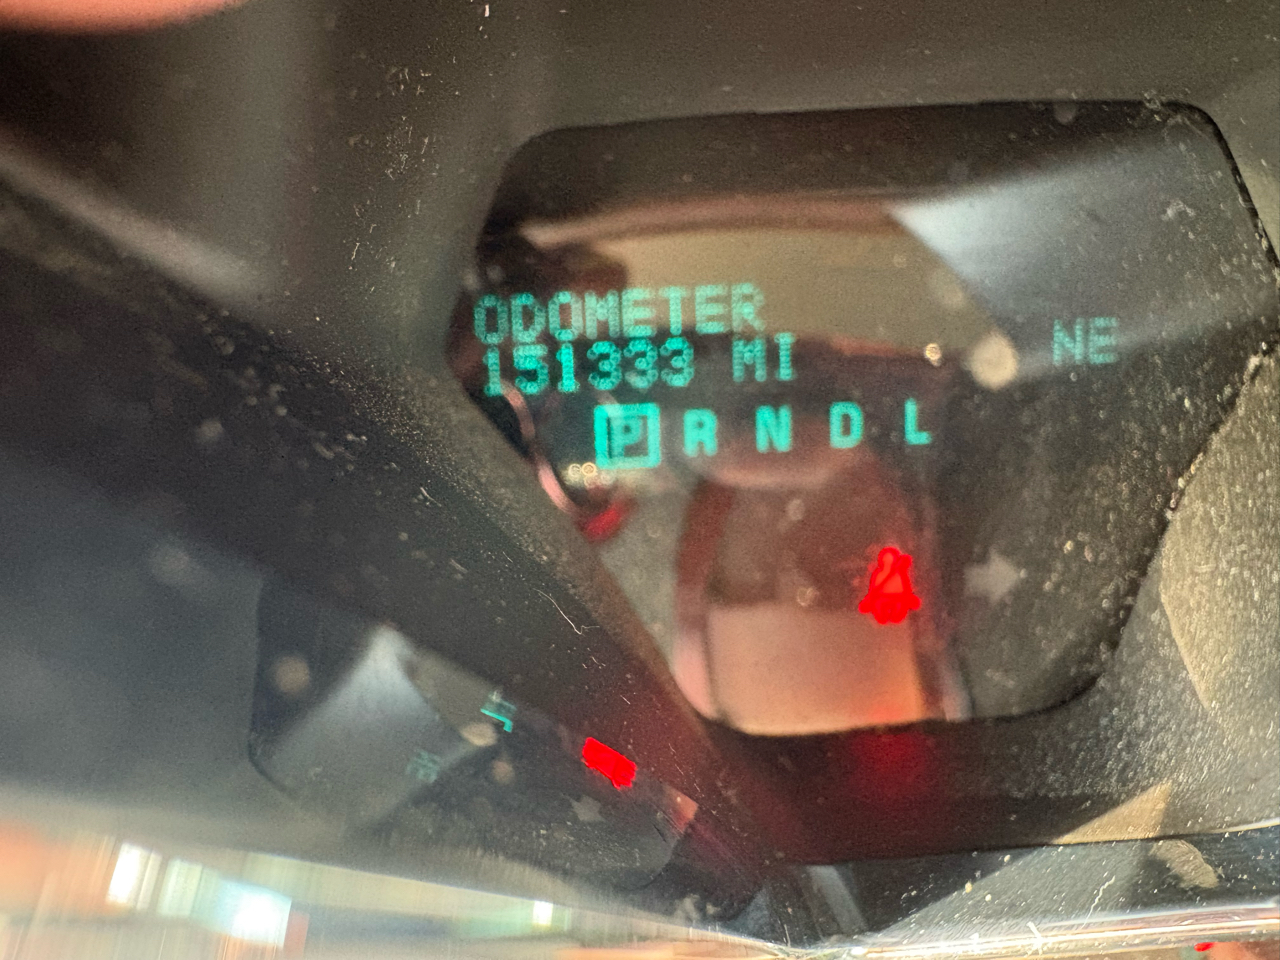 ODOMETER
151333 MI
NE
P R N D L